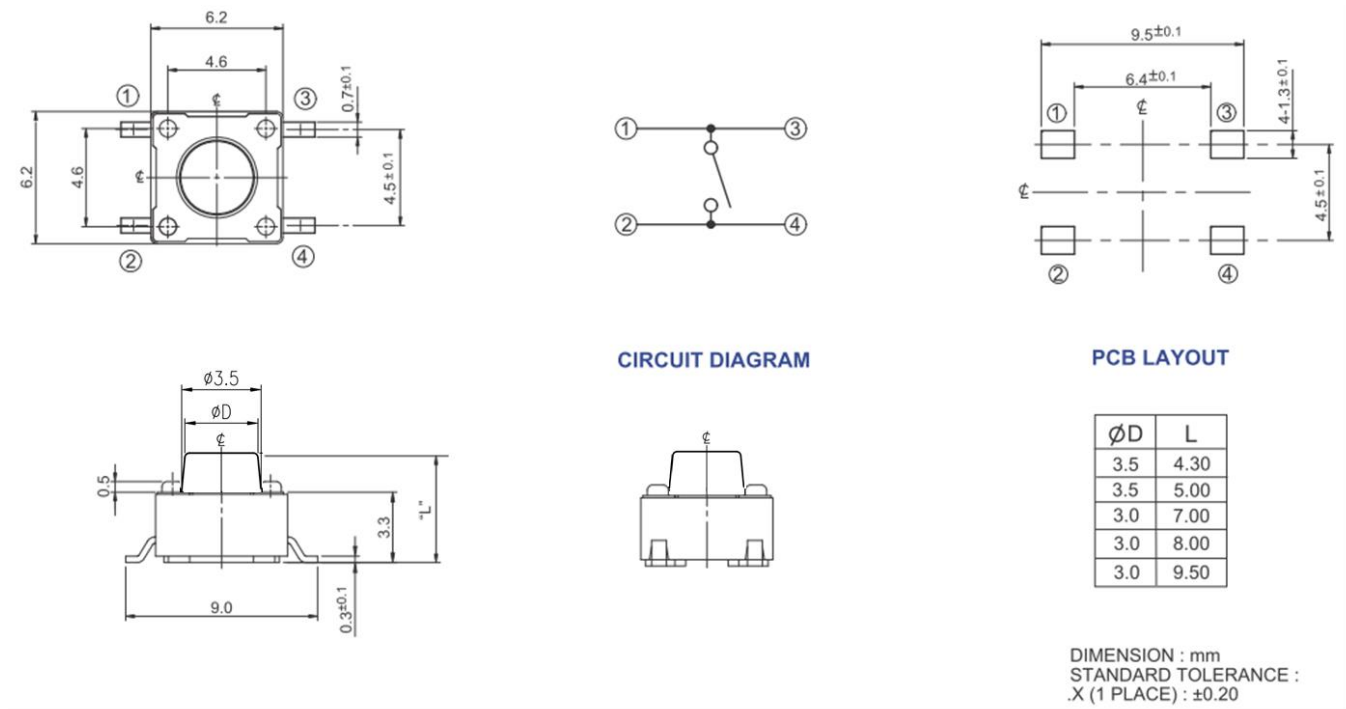 6.2
4.6
① ③
0.7±0.1
℄
6.2
4.6
℄
4.5±0.1
② ④
① ③
② ④
CIRCUIT DIAGRAM
9.5±0.1
6.4±0.1
4-1.3±0.1
① ℄ ③
℄
4.5±0.1
② ④
PCB LAYOUT
ø3.5
øD
℄
0.5
3.3
"L"
9.0
0.3±0.1
℄
ØD L
3.5 4.30
3.5 5.00
3.0 7.00
3.0 8.00
3.0 9.50
DIMENSION : mm
STANDARD TOLERANCE :
.X (1 PLACE) : ±0.20